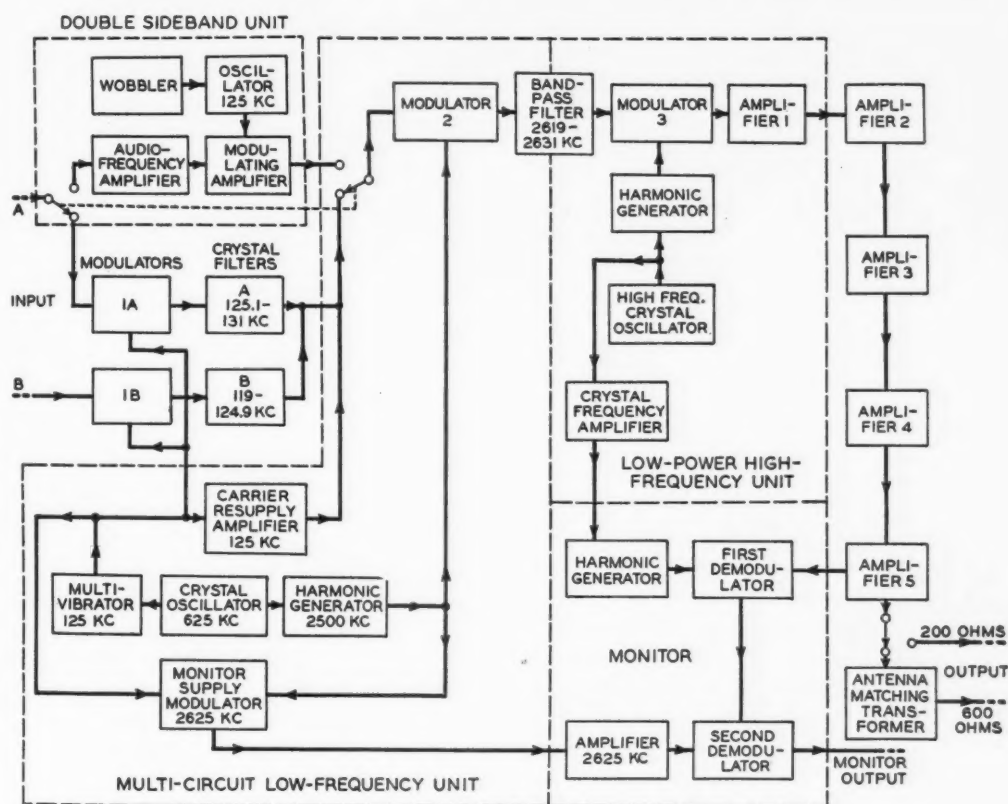 DOUBLE SIDEBAND UNIT
WOBBLER
OSCIL-
LATOR
125 KC
AUDIO-
FREQUENCY
AMPLIFIER
MODU-
LATING
AMPLIFIER
A
INPUT
B
MODULATORS
CRYSTAL
FILTERS
1A
A
125.1-
131 KC
1B
B
119-
124.9 KC
MODULATOR
2
BAND-
PASS
FILTER
2619-
2631 KC
MODULATOR
3
AMPLI-
FIER 1
AMPLI-
FIER 2
HARMONIC
GENERATOR
HIGH FREQ.
CRYSTAL
OSCILLATOR
CRYSTAL
FREQUENCY
AMPLIFIER
LOW-POWER HIGH-
FREQUENCY UNIT
AMPLI-
FIER 3
AMPLI-
FIER 4
AMPLI-
FIER 5
CARRIER
RESUPPLY
AMPLIFIER
125 KC
MULTI-
VIBRATOR
125 KC
CRYSTAL
OSCILLATOR
625 KC
HARMONIC
GENERATOR
2500 KC
MONITOR
SUPPLY
MODULATOR
2625 KC
MULTI-CIRCUIT LOW-FREQUENCY UNIT
HARMONIC
GENERATOR
FIRST
DEMODU-
LATOR
MONITOR
AMPLIFIER
2625 KC
SECOND
DEMODU-
LATOR
MONITOR
OUTPUT
200 OHMS
OUTPUT
ANTENNA
MATCHING
TRANS-
FORMER
600
OHMS